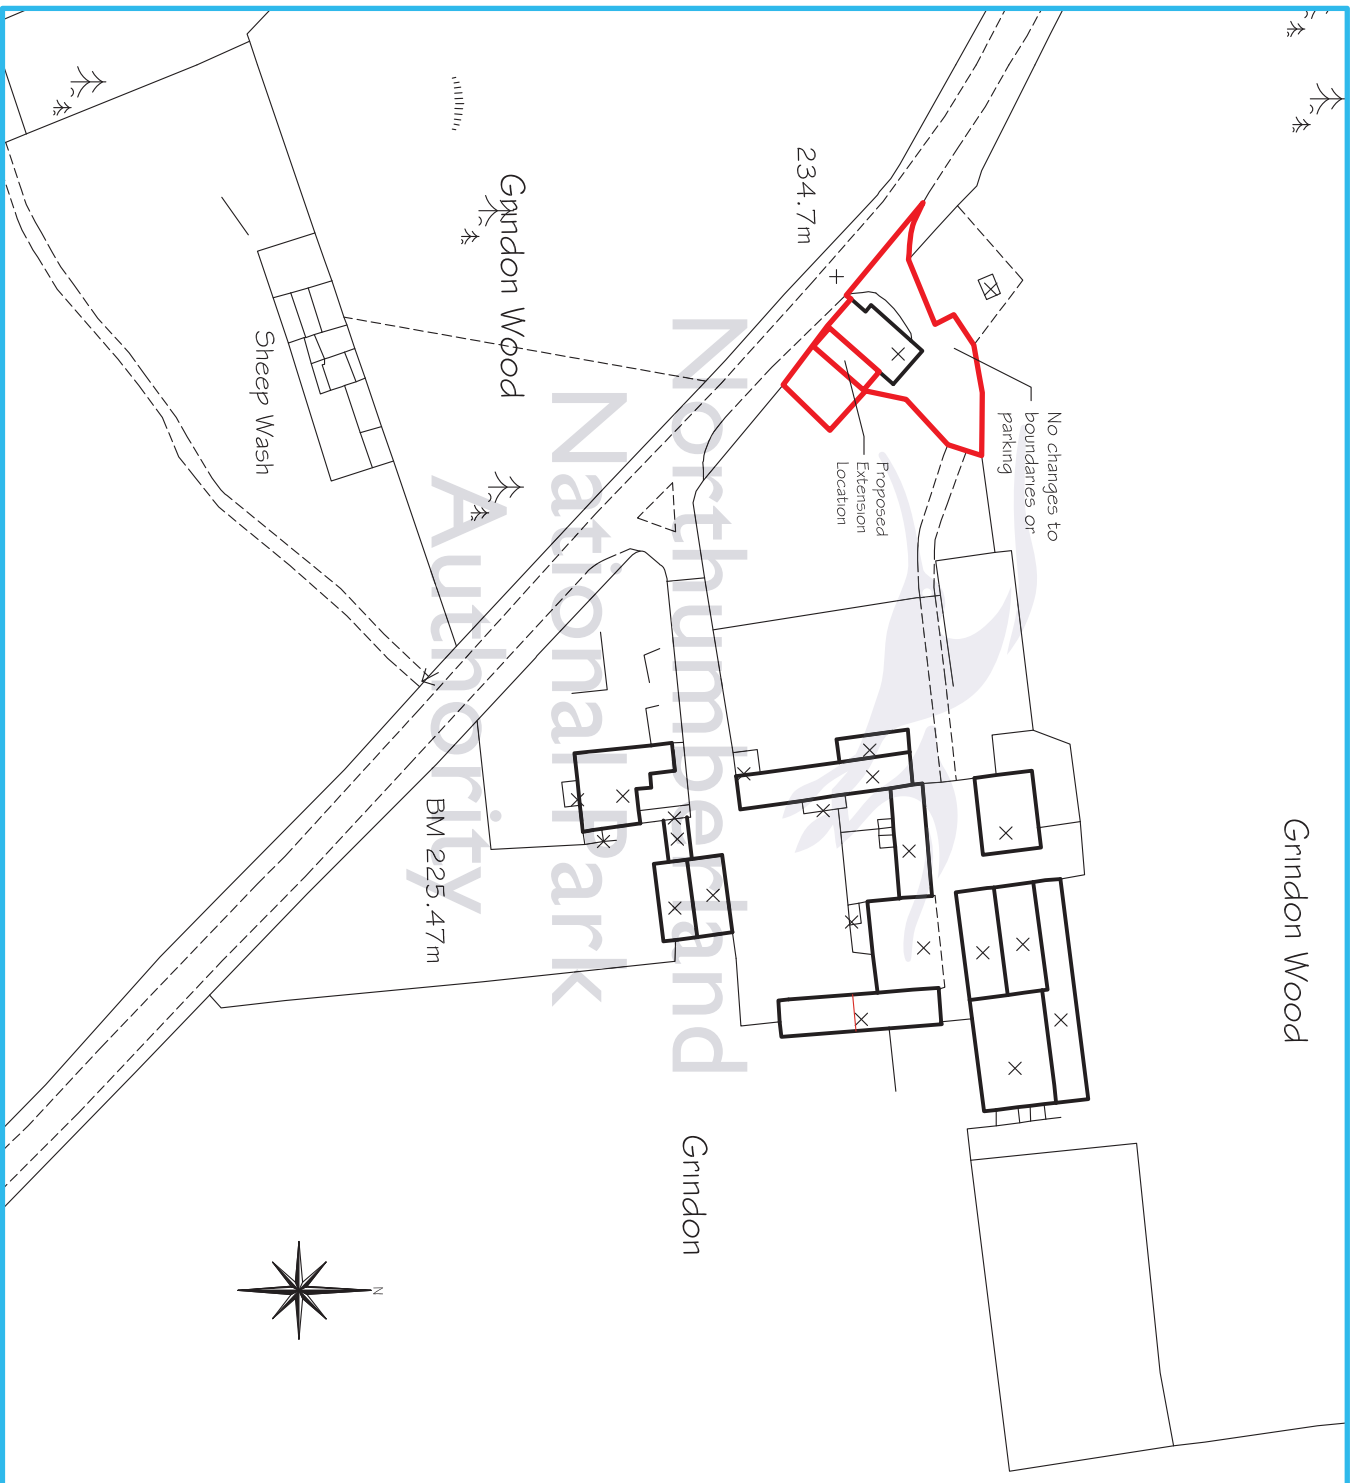 Grindon Wood
No changes to
boundaries or
parking
234.7m
Proposed
Extension
Location
Grindon Wood
Sheep Wash
Northumberland
National Park
Authority
BM 225.47m
Grindon
N